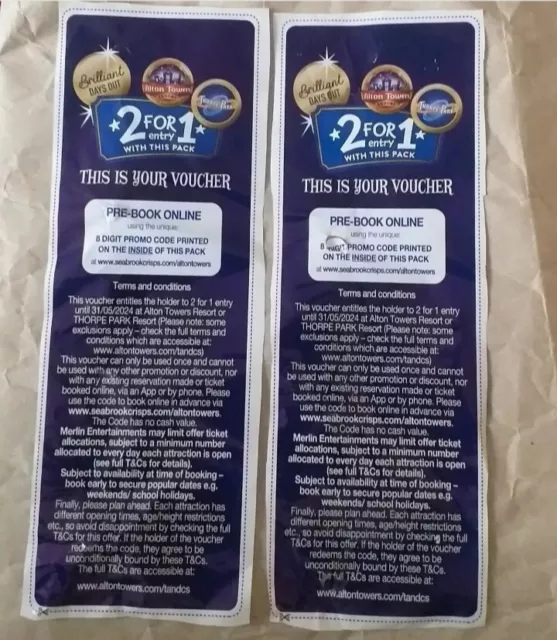 Brilliant
DAYS OUT
Alton Towers
THORPE PARK
2 FOR 1
entry
WITH THIS PACK
THIS IS YOUR VOUCHER
PRE-BOOK ONLINE
using the unique:
8 DIGIT PROMO CODE PRINTED
ON THE INSIDE OF THIS PACK
at www.seabrookcrisps.com/altontowers
Terms and conditions
This voucher entitles the holder to 2 for 1 entry
until 31/05/2024 at Alton Towers Resort or
THORPE PARK Resort (Please note: some
exclusions apply – check the full terms and
conditions which are accessible at:
www.altontowers.com/tandcs)
This voucher can only be used once and cannot
be used with any other promotion or discount, nor
with any existing reservation made or ticket
booked online, via an App or by phone. Please
use the code to book online in advance via
www.seabrookcrisps.com/altontowers.
The Code has no cash value.
Merlin Entertainments may limit offer ticket
allocations, subject to a minimum number
allocated to every day each attraction is open
(see full T&Cs for details).
Subject to availability at time of booking –
book early to secure popular dates e.g.
weekends/ school holidays.
Finally, please plan ahead. Each attraction has
different opening times, age/height restrictions
etc., so avoid disappointment by checking the full
T&Cs for this offer. If the holder of the voucher
redeems the code, they agree to be
unconditionally bound by these T&Cs.
The full T&Cs are accessible at:
www.altontowers.com/tandcs
Brilliant
DAYS OUT
Alton Towers
THORPE PARK
2 FOR 1
entry
WITH THIS PACK
THIS IS YOUR VOUCHER
PRE-BOOK ONLINE
using the unique:
8 DIGIT PROMO CODE PRINTED
ON THE INSIDE OF THIS PACK
at www.seabrookcrisps.com/altontowers
Terms and conditions
This voucher entitles the holder to 2 for 1 entry
until 31/05/2024 at Alton Towers Resort or
THORPE PARK Resort (Please note: some
exclusions apply – check the full terms and
conditions which are accessible at:
www.altontowers.com/tandcs)
This voucher can only be used once and cannot
be used with any other promotion or discount, nor
with any existing reservation made or ticket
booked online, via an App or by phone. Please
use the code to book online in advance via
www.seabrookcrisps.com/altontowers.
The Code has no cash value.
Merlin Entertainments may limit offer ticket
allocations, subject to a minimum number
allocated to every day each attraction is open
(see full T&Cs for details).
Subject to availability at time of booking –
book early to secure popular dates e.g.
weekends/ school holidays.
Finally, please plan ahead. Each attraction has
different opening times, age/height restrictions
etc., so avoid disappointment by checking the full
T&Cs for this offer. If the holder of the voucher
redeems the code, they agree to be
unconditionally bound by these T&Cs.
The full T&Cs are accessible at:
www.altontowers.com/tandcs